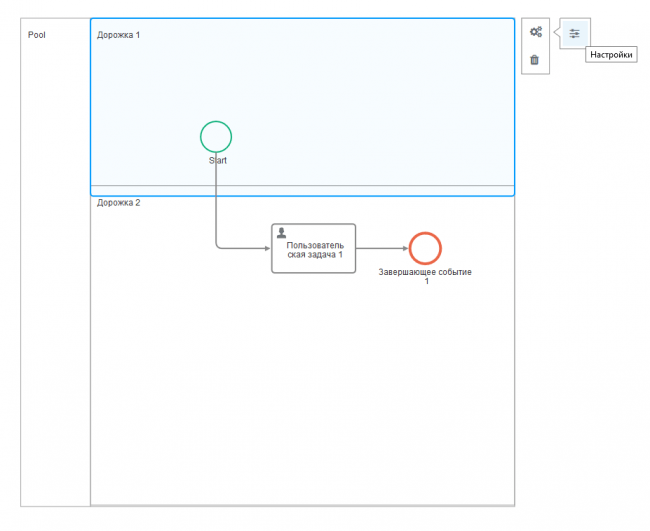 Pool
Дорожка 1
Настройки
Start
Дорожка 2
Пользователь
ская задача 1
Завершающее событие
1